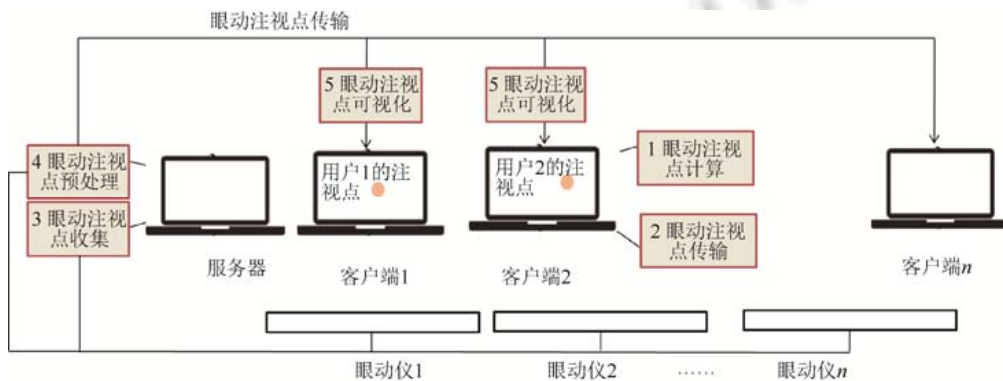 眼动注视点传输
5 眼动注视
点可视化
5 眼动注视
点可视化
4 眼动注视
点预处理
3 眼动注视
点收集
用户1的注
视点
用户2的注
视点
1 眼动注视
点计算
2 眼动注视
点传输
服务器
客户端1
客户端2
客户端n
眼动仪1
眼动仪2
……
眼动仪n